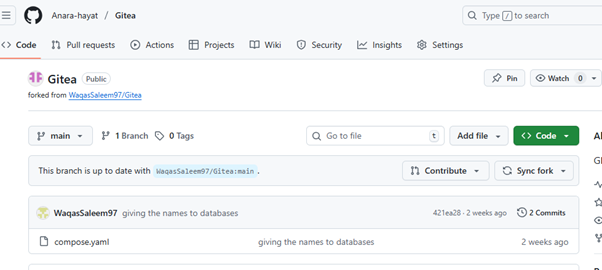 Anara-hayat / Gitea
Type / to search
Code Pull requests Actions Projects Wiki Security Insights Settings
Gitea Public
Pin Watch 0
forked from WaqasSaleem97/Gitea
main 1 Branch 0 Tags
Go to file t
Add file Code
This branch is up to date with WaqasSaleem97/Gitea:main .
Contribute Sync fork
WaqasSaleem97 giving the names to databases 421ea28 · 2 weeks ago 2 Commits
compose.yaml giving the names to databases 2 weeks ago